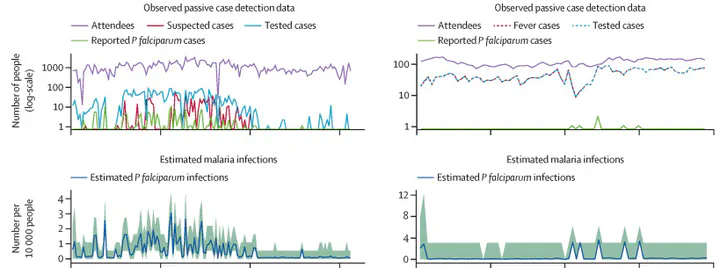 Observed passive case detection data
Attendees Suspected cases Tested cases
Reported P falciparum cases
Number of people
(log-scale)
1000
100
10
1
Observed passive case detection data
Attendees Fever cases Tested cases
Reported P falciparum cases
100
10
1
Estimated malaria infections
Estimated P falciparum infections
Number per
10 000 people
4
3
2
1
0
Estimated malaria infections
Estimated P falciparum infections
12
8
4
0